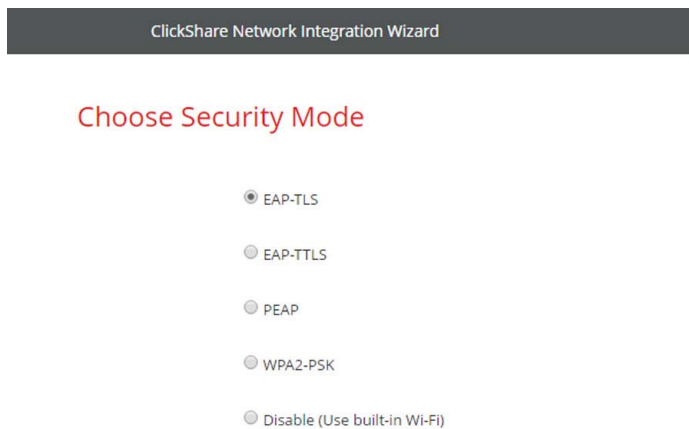 ClickShare Network Integration Wizard
Choose Security Mode
EAP-TLS
EAP-TTLS
PEAP
WPA2-PSK
Disable (Use built-in Wi-Fi)